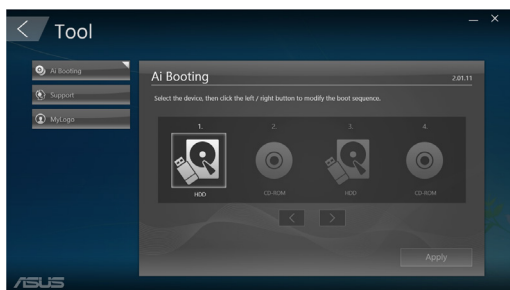 Tool
Ai Booting
Support
MyLogo
Ai Booting
2.01.11
Select the device, then click the left / right button to modify the boot sequence.
1. 2. 3. 4.
HDD CD-ROM HDD CD-ROM
Apply
ASUS